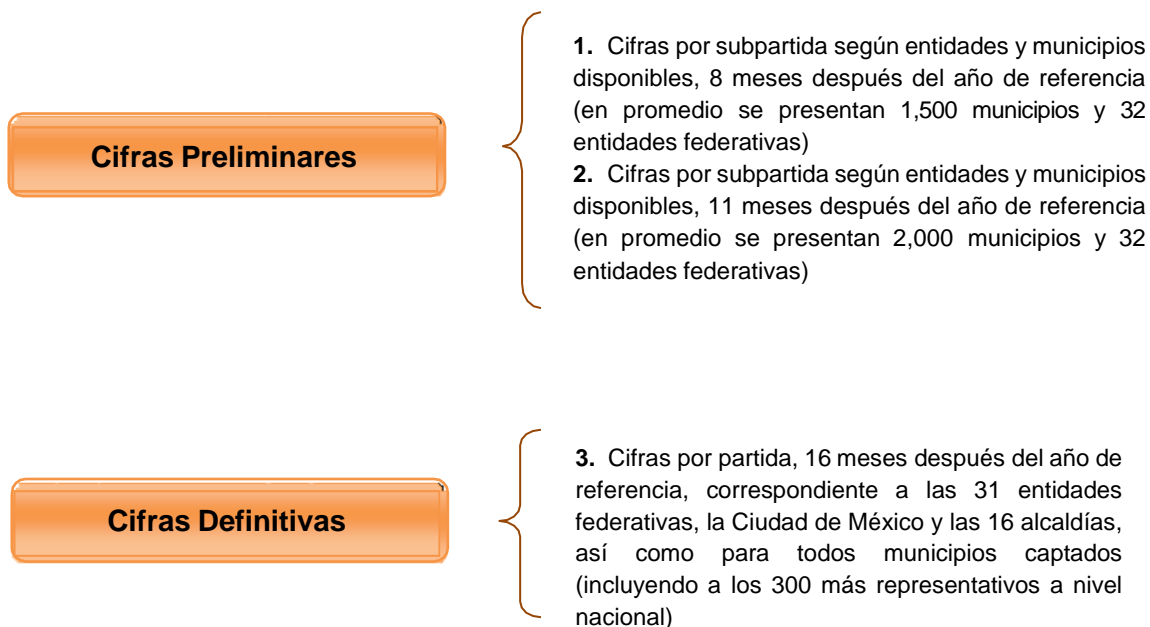 Cifras Preliminares
1. Cifras por subpartida según entidades y municipios
disponibles, 8 meses después del año de referencia
(en promedio se presentan 1,500 municipios y 32
entidades federativas)
2. Cifras por subpartida según entidades y municipios
disponibles, 11 meses después del año de referencia
(en promedio se presentan 2,000 municipios y 32
entidades federativas)
Cifras Definitivas
3. Cifras por partida, 16 meses después del año de
referencia, correspondiente a las 31 entidades
federativas, la Ciudad de México y las 16 alcaldías,
así como para todos municipios captados
(incluyendo a los 300 más representativos a nivel
nacional)